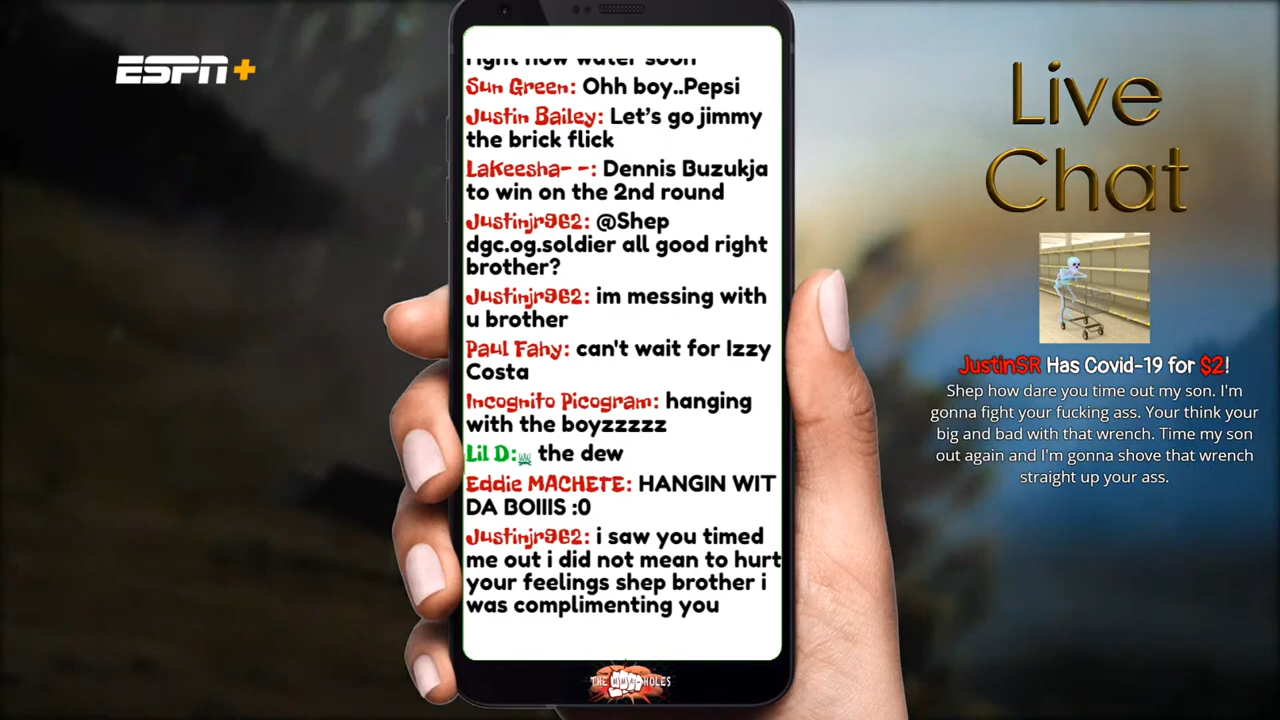 ESPN+
right now water soon
Sun Green: Ohh boy..Pepsi
Justin Bailey: Let's go jimmy
the brick flick
LaKeesha- -: Dennis Buzukja
to win on the 2nd round
Justinjr962: @Shep
dgc.og.soldier all good right
brother?
Justinjr962: im messing with
u brother
Paul Fahy: can't wait for Izzy
Costa
Incognito Picogram: hanging
with the boyzzzzz
Lil D: the dew
Eddie MACHETE: HANGIN WIT
DA BOIIIS :0
Justinjr962: i saw you timed
me out i did not mean to hurt
your feelings shep brother i
was complimenting you
THE MMA-HOLES
Live
Chat
JustinSR Has Covid-19 for $2!
Shep how dare you time out my son. I'm
gonna fight your fucking ass. Your think your
big and bad with that wrench. Time my son
out again and I'm gonna shove that wrench
straight up your ass.